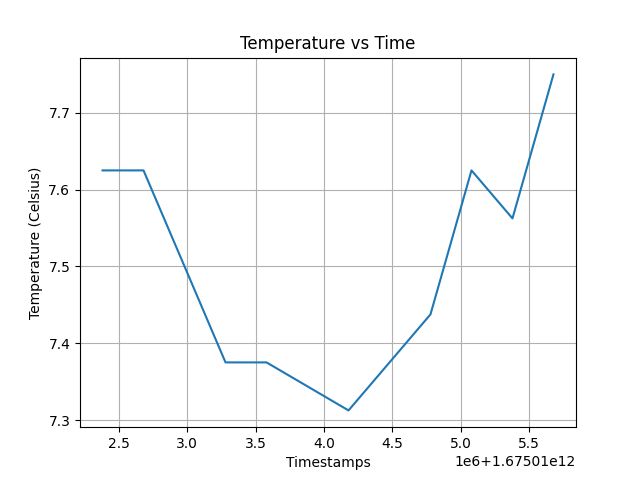 Temperature vs Time
Temperature (Celsius)
7.7
7.6
7.5
7.4
7.3
2.5 3.0 3.5 4.0 4.5 5.0 5.5
Timestamps
1e6+1.67501e12